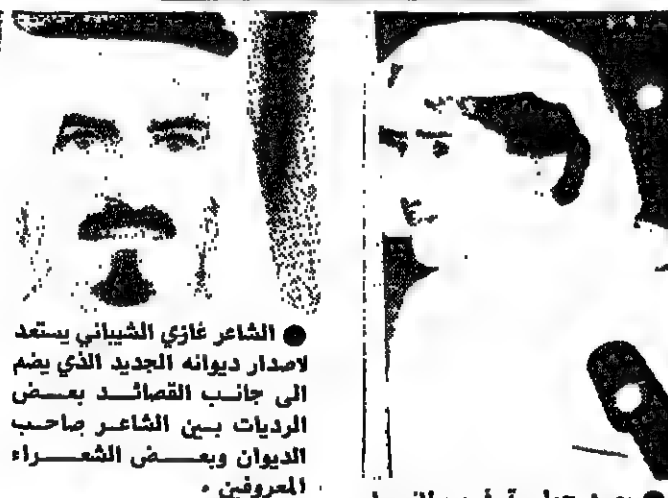 ● الشاعر غازي الشيباني يستعد
لاصدار ديوانه الجديد الذي يضم
الى جانب القصائد بعض
الرديات بين الشاعر صاحب
الديوان وبعض الشعراء
المعروفين .